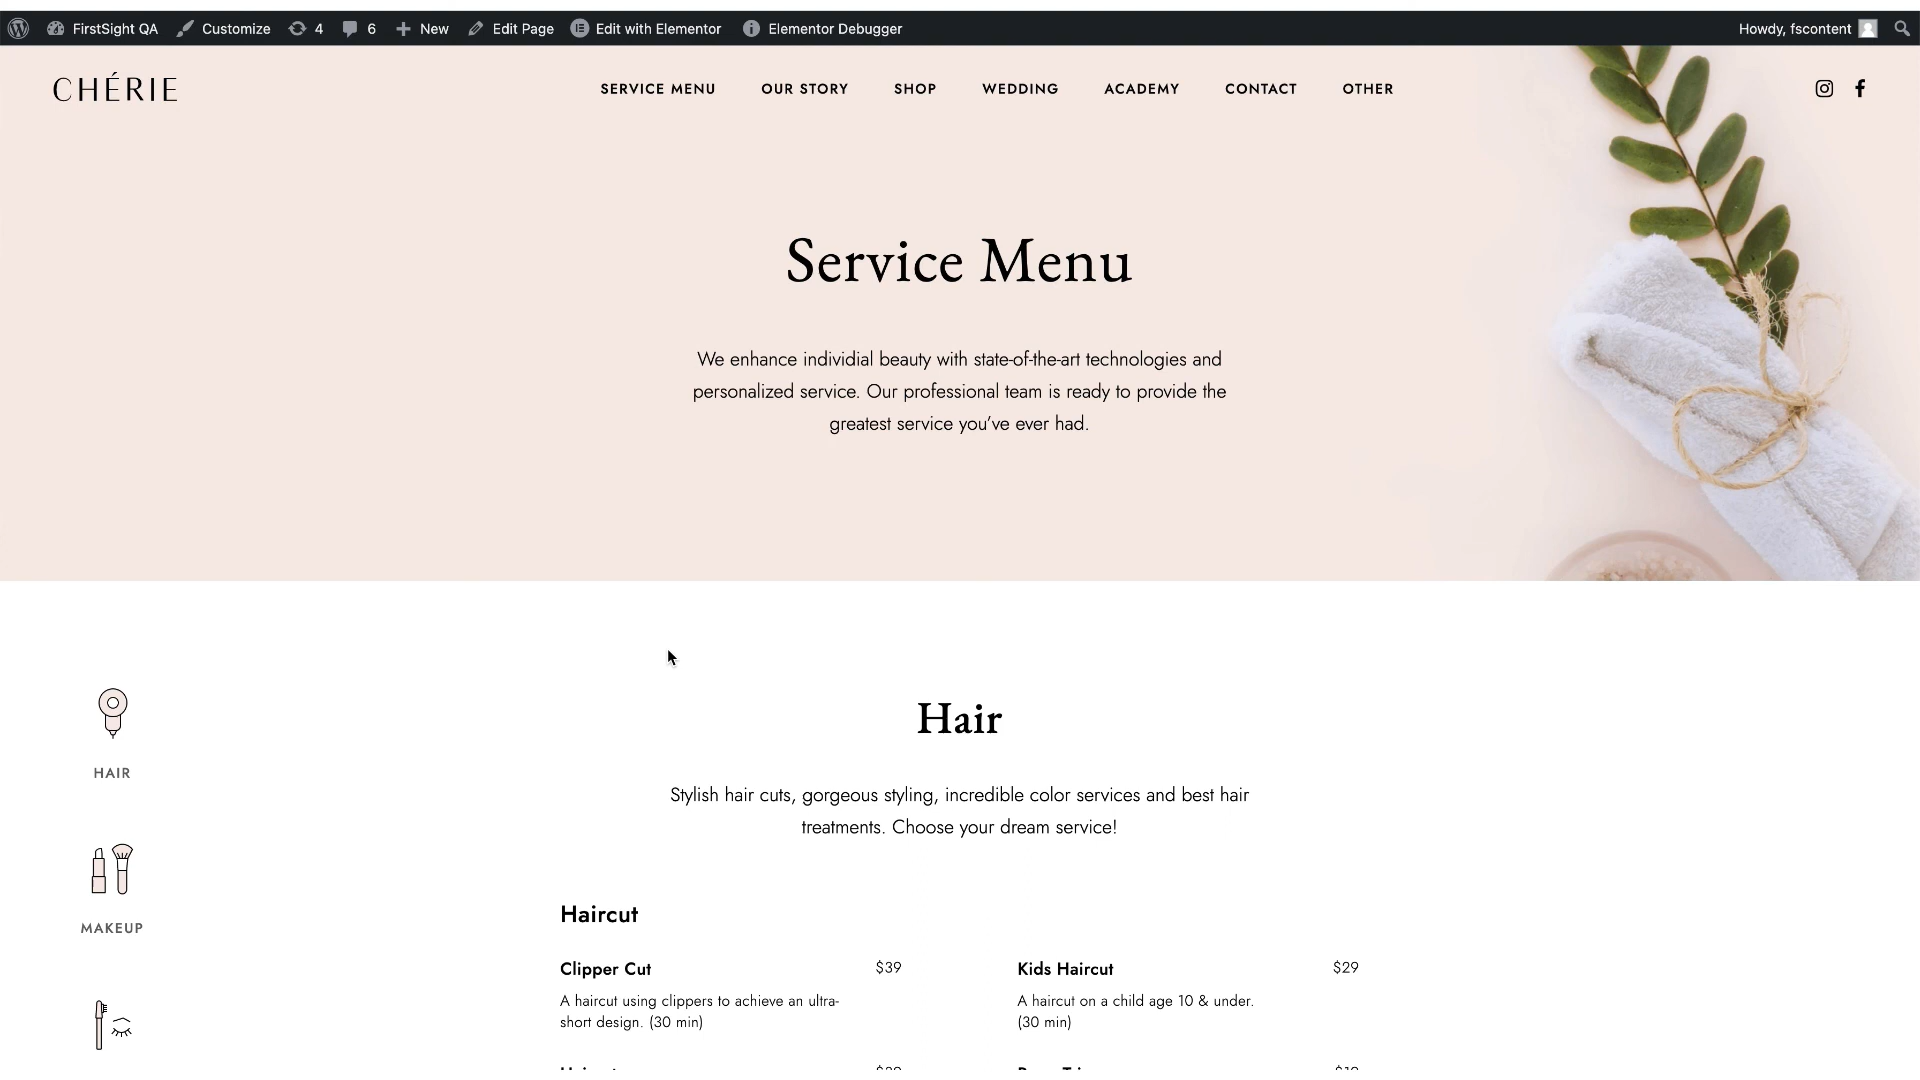 FirstSight QA Customize 4 6 New Edit Page Edit with Elementor Elementor Debugger Howdy, fscontent
CHÉRIE SERVICE MENU OUR STORY SHOP WEDDING ACADEMY CONTACT OTHER
Service Menu
We enhance individial beauty with state-of-the-art technologies and
personalized service. Our professional team is ready to provide the
greatest service you've ever had.
Hair
Stylish hair cuts, gorgeous styling, incredible color services and best hair
treatments. Choose your dream service!
HAIR
MAKEUP
Haircut
Clipper Cut $39
A haircut using clippers to achieve an ultra-
short design. (30 min)
Kids Haircut $29
A haircut on a child age 10 & under.
(30 min)